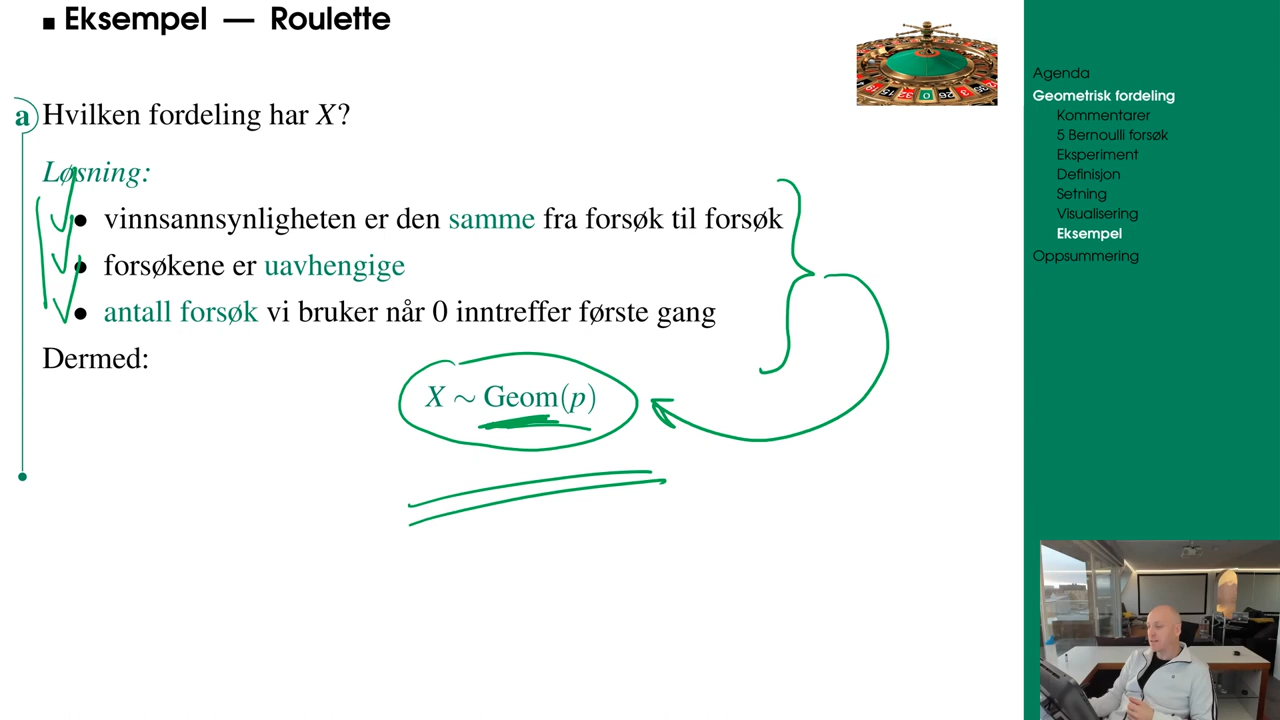 Eksempel — Roulette
a Hvilken fordeling har X?
Løsning:
• vinnsannsynligheten er den samme fra forsøk til forsøk
• forsøkene er uavhengige
• antall forsøk vi bruker når 0 inntreffer første gang
Dermed:
X ~ Geom(p)
Agenda
Geometrisk fordeling
Kommentarer
5 Bernoulli forsøk
Eksperiment
Definisjon
Setning
Visualisering
Eksempel
Oppsummering